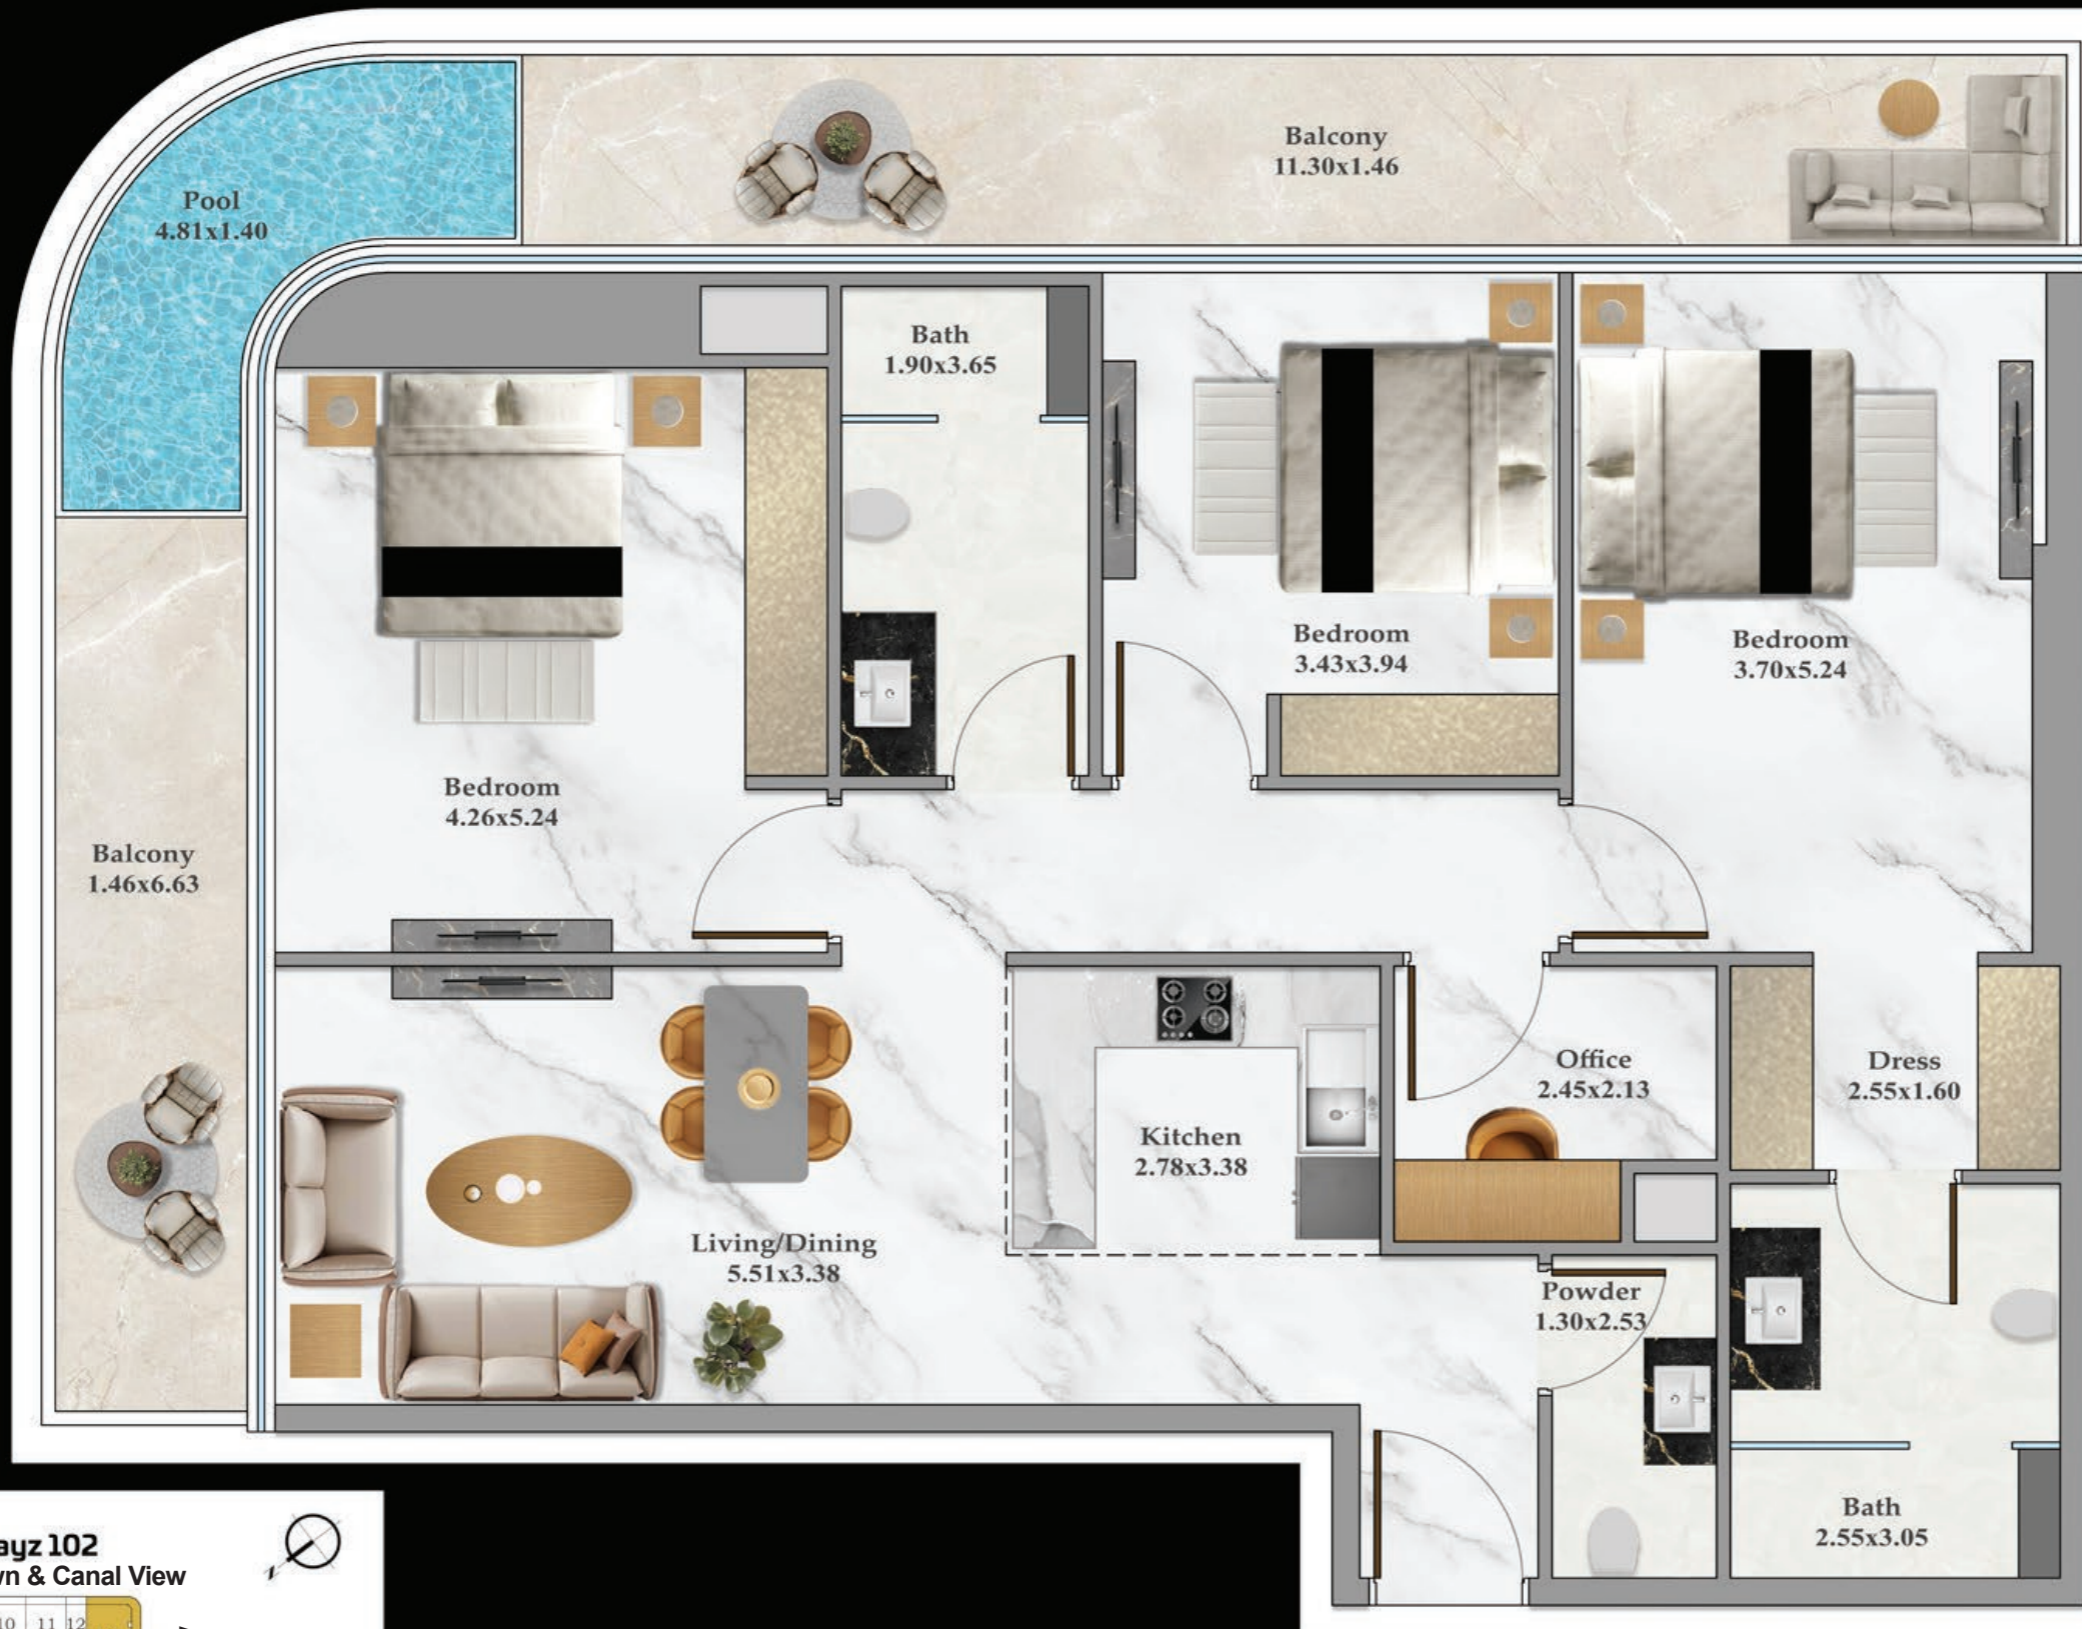 Balcony
11.30x1.46
Pool
4.81x1.40
Bath
1.90x3.65
Bedroom
3.43x3.94
Bedroom
3.70x5.24
Bedroom
4.26x5.24
Balcony
1.46x6.63
Office
2.45x2.13
Dress
2.55x1.60
Kitchen
2.78x3.38
Living/Dining
5.51x3.38
Powder
1.30x2.53
Bath
2.55x3.05
ayz 102
& Canal View
Z
10 11 12